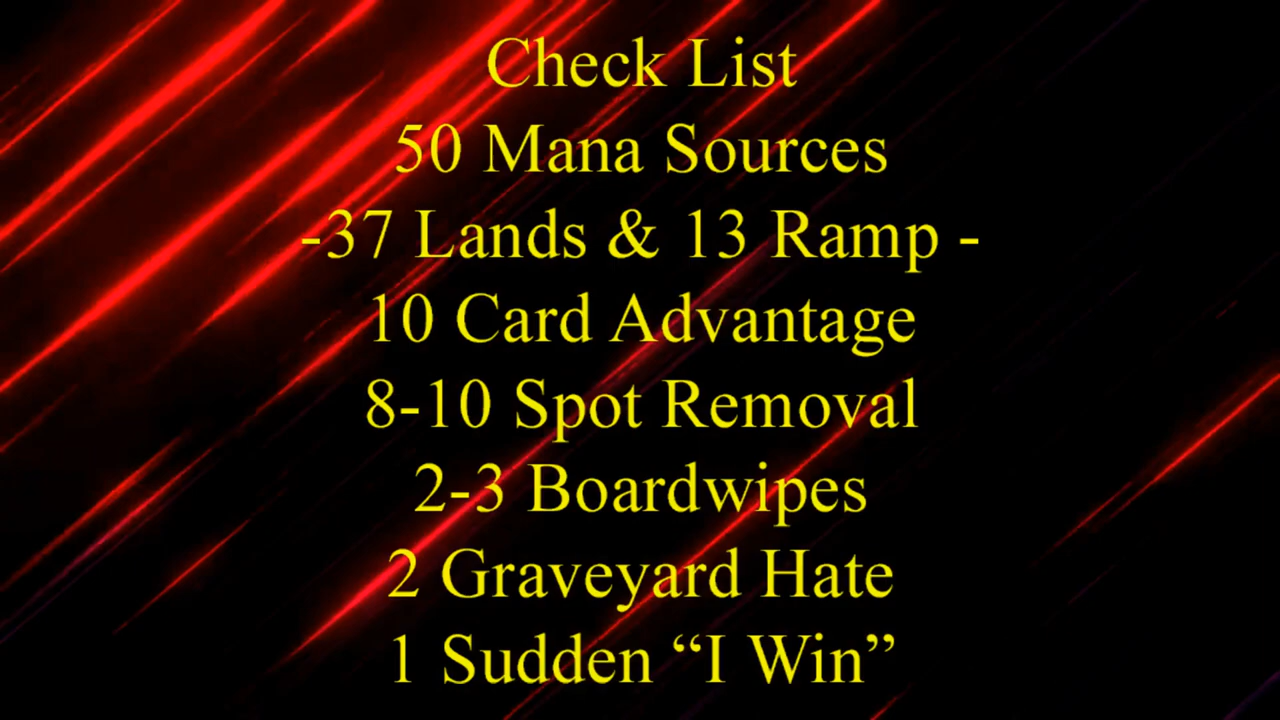 Check List
50 Mana Sources
-37 Lands & 13 Ramp -
10 Card Advantage
8-10 Spot Removal
2-3 Boardwipes
2 Graveyard Hate
1 Sudden “I Win”